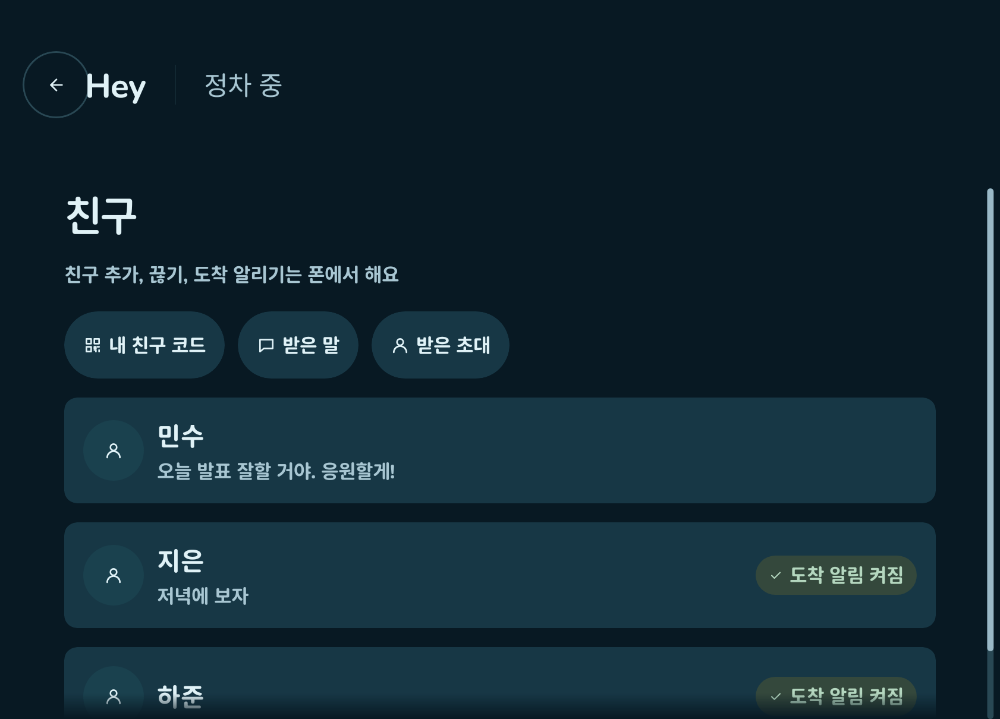 Hey
정차 중
친구
친구 추가, 끊기, 도착 알리기는 폰에서 해요
내 친구 코드
받은 말
받은 초대
민수
오늘 발표 잘할 거야. 응원할게!
지은
저녁에 보자
도착 알림 켜짐
하준
도착 알림 켜짐